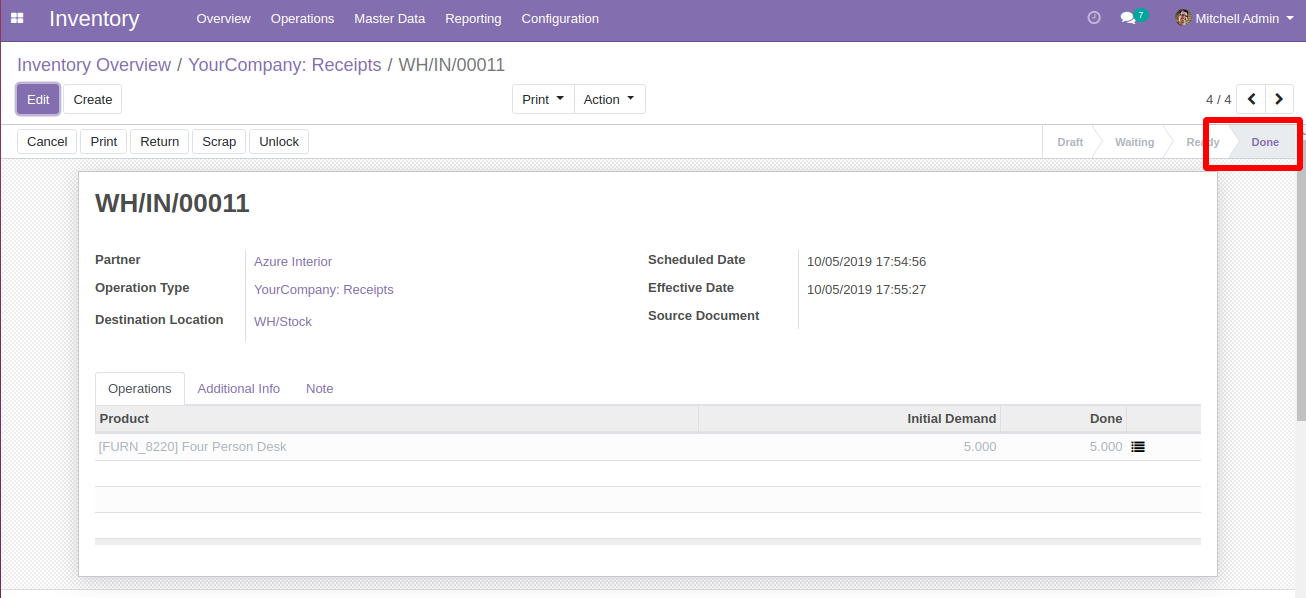 Inventory Overview Operations Master Data Reporting Configuration 7 Mitchell Admin
Inventory Overview / YourCompany: Receipts / WH/IN/00011
Edit Create Print Action 4 / 4
Cancel Print Return Scrap Unlock Draft Waiting Ready Done
WH/IN/00011
Partner Azure Interior Scheduled Date 10/05/2019 17:54:56
Operation Type YourCompany: Receipts Effective Date 10/05/2019 17:55:27
Destination Location WH/Stock Source Document
Operations Additional Info Note
Product Initial Demand Done
[FURN_8220] Four Person Desk 5.000 5.000